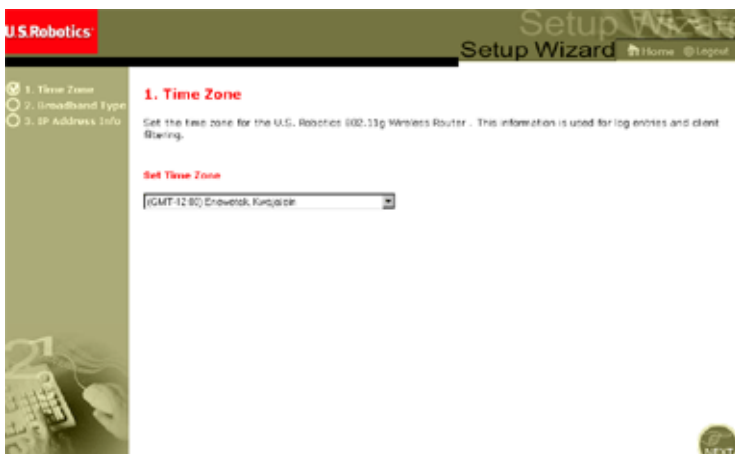 U.S.Robotics
Setup Wizard
Setup Wizard
Home
Logout
1. Time Zone
2. Broadband Type
3. IP Address Info
1. Time Zone
Set the time zone for the U.S. Robotics 802.11g Wireless Router . This information is used for log entries and client
filtering.
Set Time Zone
(GMT-12:00) Eniwetok, Kwajalein
NEXT